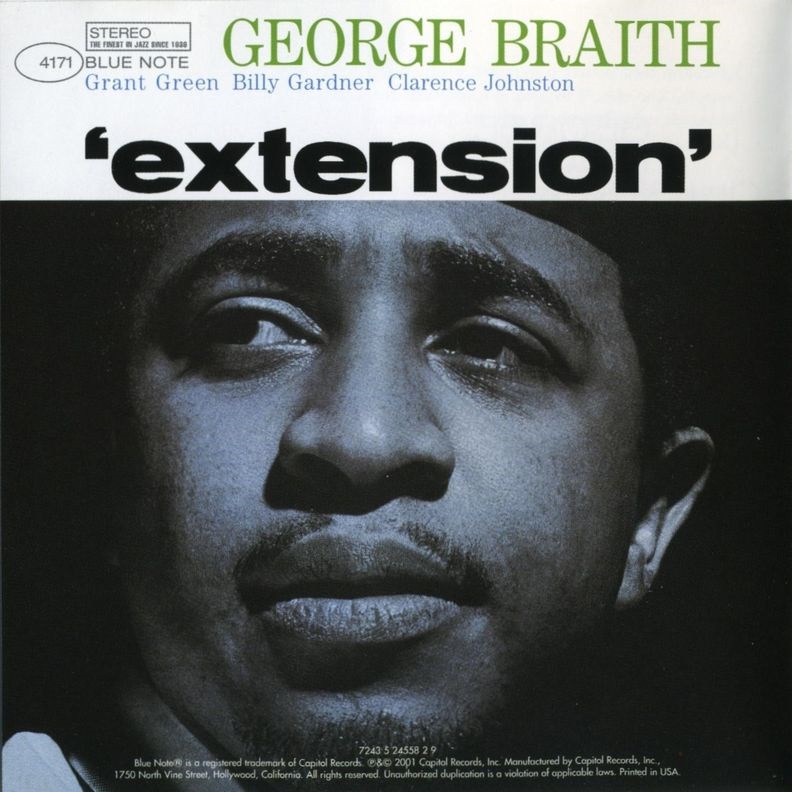 STEREO
THE FINEST IN JAZZ SINCE 1939
4171 BLUE NOTE
GEORGE BRAITH
Grant Green Billy Gardner Clarence Johnston
‘extension’
7243 5 24558 2 9
Blue Note® is a registered trademark of Capitol Records. ℗&© 2001 Capitol Records, Inc. Manufactured by Capitol Records, Inc.,
1750 North Vine Street, Hollywood, California. All rights reserved. Unauthorized duplication is a violation of applicable laws. Printed in USA.